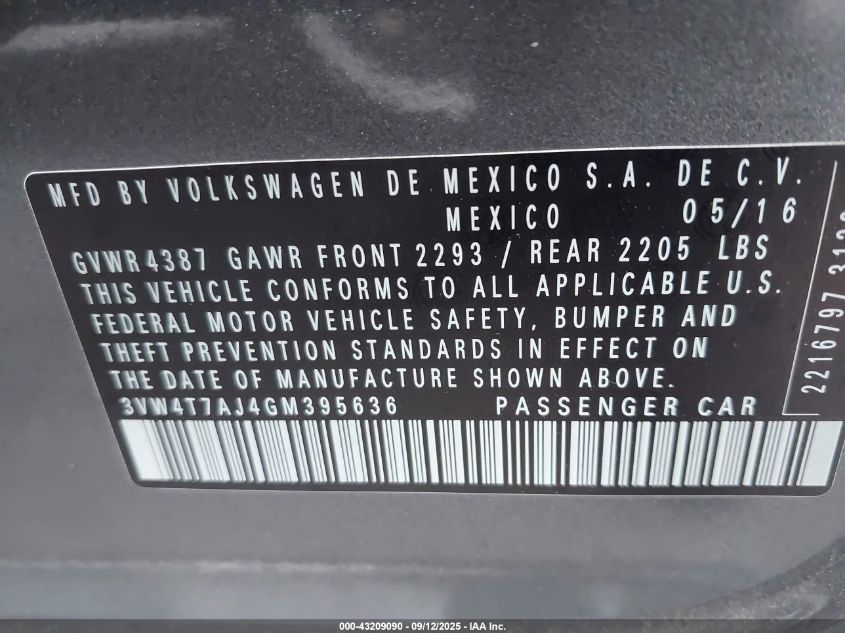 MFD BY VOLKSWAGEN DE MEXICO S.A. DE C.V.
MEXICO 05/16
GVWR 4387 GAWR FRONT 2293 / REAR 2205 LBS
THIS VEHICLE CONFORMS TO ALL APPLICABLE U.S.
FEDERAL MOTOR VEHICLE SAFETY, BUMPER AND
THEFT PREVENTION STANDARDS IN EFFECT ON
THE DATE OF MANUFACTURE SHOWN ABOVE.
3VW4T7AJ4GM395636 PASSENGER CAR
2216797
000-43209090 - 09/12/2025 - IAA Inc.